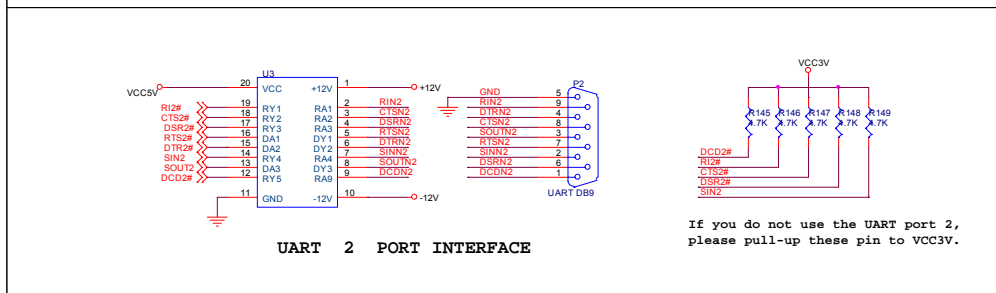 U3
VCC5V
20 VCC +12V 1 +12V
RI2# 19 RY1 RA1 2 RIN2
CTS2# 18 RY2 RA2 3 CTSN2
DSR2# 17 RY3 RA3 4 DSRN2
RTS2# 16 DA1 DY1 5 RTSN2
DTR2# 15 DA2 DY2 6 DTRN2
SIN2 14 RY4 RA4 7 SINN2
SOUT2 13 DA3 DY3 8 SOUTN2
DCD2# 12 RY5 RA9 9 DCDN2
11 GND -12V 10 -12V
P2
GND 5
RIN2 9
DTRN2 4
CTSN2 8
SOUTN2 3
RTSN2 7
SINN2 2
DSRN2 6
DCDN2 1
UART DB9
VCC3V
R145 R146 R147 R148 R149
4.7K 4.7K 4.7K 4.7K 4.7K
DCD2#
RI2#
CTS2#
DSR2#
SIN2
If you do not use the UART port 2,
please pull-up these pin to VCC3V.
UART 2 PORT INTERFACE